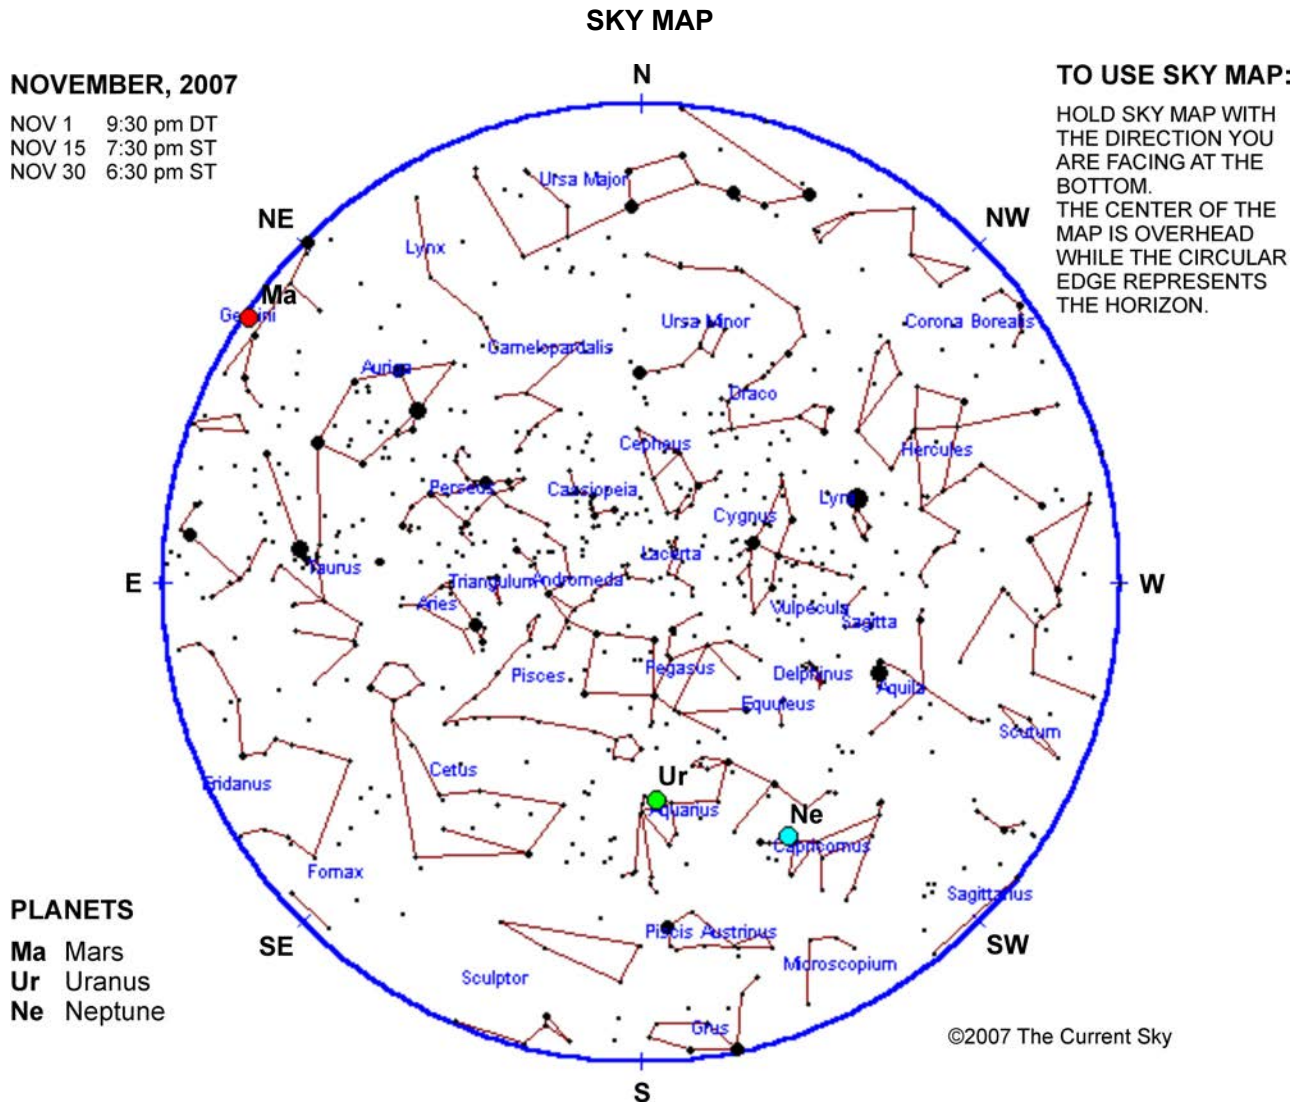 SKY MAP
NOVEMBER, 2007
NOV 1 9:30 pm DT
NOV 15 7:30 pm ST
NOV 30 6:30 pm ST
TO USE SKY MAP:
HOLD SKY MAP WITH
THE DIRECTION YOU
ARE FACING AT THE
BOTTOM.
THE CENTER OF THE
MAP IS OVERHEAD
WHILE THE CIRCULAR
EDGE REPRESENTS
THE HORIZON.
N
NE
NW
Ursa Major
Lynx
Ma
Gemini
Ursa Minor
Corona Borealis
Camelopardalis
Auriga
Draco
Cepheus
Hercules
Perseus
Cassiopeia
Lyra
Cygnus
Lacerta
Taurus
Triangulum
Andromeda
E
W
Aries
Vulpecula
Sagitta
Pisces
Pegasus
Delphinus
Aquila
Equuleus
Scutum
Cetus
Ur
Eridanus
Aquarius
Ne
Capricornus
Fornax
Sagittarius
Piscis Austrinus
SE
SW
Microscopium
Sculptor
Grus
S
PLANETS
Ma Mars
Ur Uranus
Ne Neptune
©2007 The Current Sky